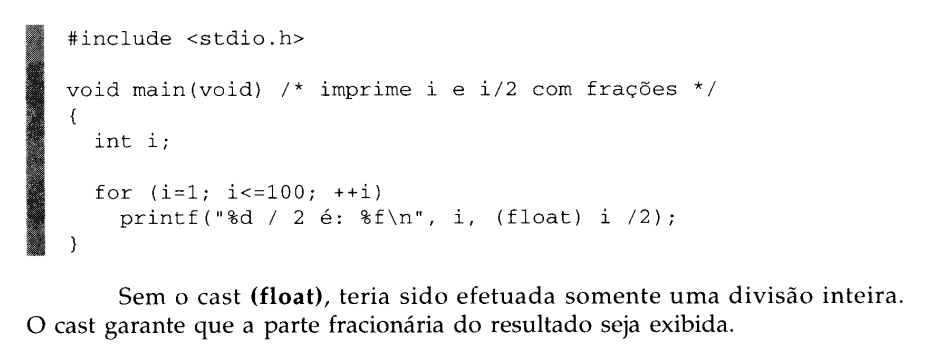 #include <stdio.h>
void main(void) /* imprime i e i/2 com frações */
{
int i;
for (i=1; i<=100; ++i)
printf("%d / 2 é: %f\n", i, (float) i /2);
}
Sem o cast (float), teria sido efetuada somente uma divisão inteira.
O cast garante que a parte fracionária do resultado seja exibida.